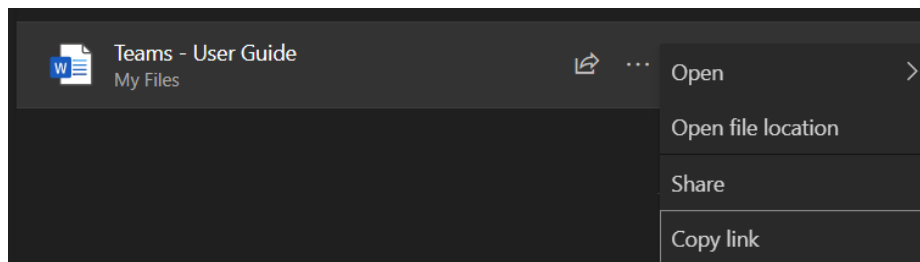 Teams - User Guide
My Files
W
Open
Open file location
Share
Copy link